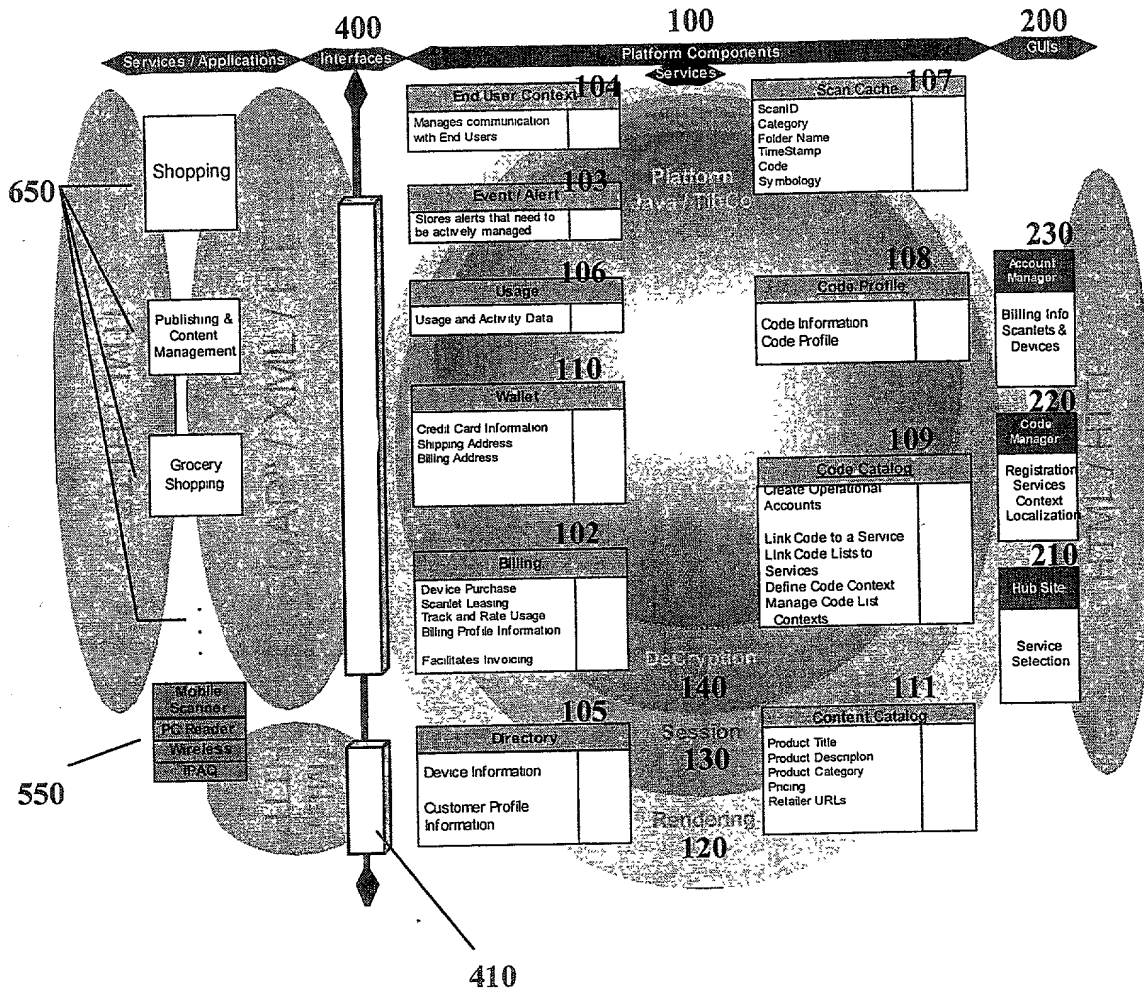 400
100
200
Services / Applications
Interfaces
Platform Components
GUIs
Services
End User Context
104
Manages communication
with End Users
Scan Cache
107
ScanID
Category
Folder Name
TimeStamp
Code
Symbology
Shopping
650
Platform
Event / Alert
103
Stores alerts that need to
be actively managed
Usage
106
Usage and Activity Data
Code Profile
108
Code Information
Code Profile
230
Account
Manager
Billing Info
Scanlets &
Devices
Publishing &
Content
Management
Wallet
110
Credit Card Information
Shipping Address
Billing Address
220
Code
Manager
Registration
Services
Context
Localization
Grocery
Shopping
Code Catalog
109
Create Operational
Accounts
Link Code to a Service
Link Code Lists to
Services
Define Code Context
Manage Code List
Contexts
102
Billing
Device Purchase
Scanlet Leasing
Track and Rate Usage
Billing Profile Information
Facilitates Invoicing
210
Hub Site
Service
Selection
DeCryption
140
Mobile
Scanner
PC Reader
Wireless
iPAQ
550
105
Directory
Device Information
Customer Profile
Information
Session
130
111
Content Catalog
Product Title
Product Descripion
Product Category
Pricing
Retailer URLs
Rendering
120
410